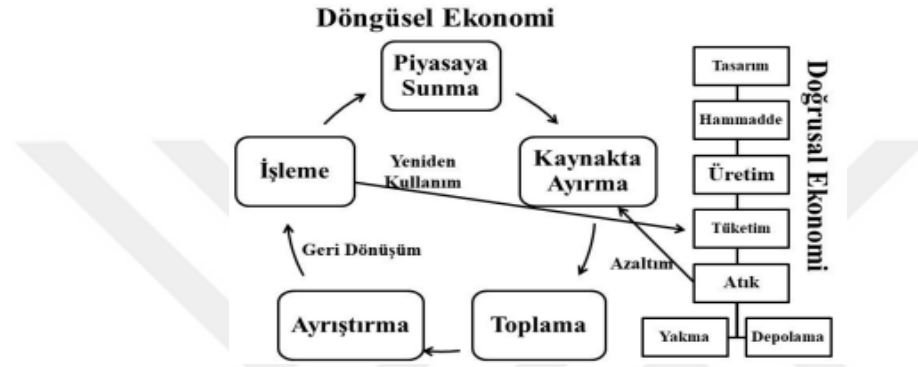 Döngüsel Ekonomi
Piyasaya
Sunma
Kaynakta
Ayırma
Toplama
Ayrıştırma
Geri Dönüşüm
İşleme
Yeniden
Kullanım
Azaltım
Doğrusal Ekonomi
Tasarım
Hammadde
Üretim
Tüketim
Atık
Yakma
Depolama